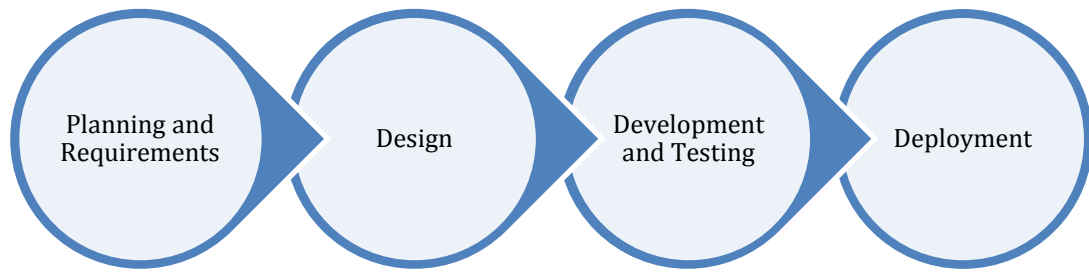 Planning and
Requirements
Design
Development
and Testing
Deployment